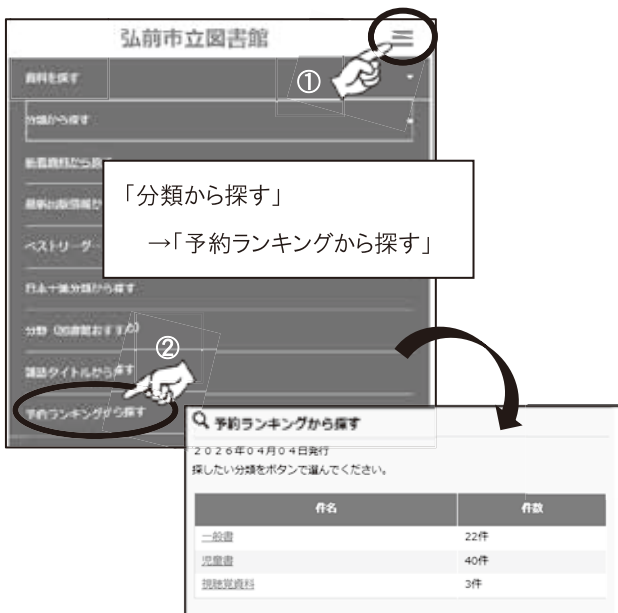 弘前市立図書館
資料を探す
①
分類から探す
新着資料から探す
最新出版情報か
「分類から探す」
→「予約ランキングから探す」
ベストリーダー
日本十進分類から探す
分野（図書館おすすめ）
②
雑誌タイトルから探す
予約ランキングから探す
予約ランキングから探す
2026年04月04日発行
探したい分類をボタンで選んでください。
件名 件数
一般書 22件
児童書 40件
視聴覚資料 3件